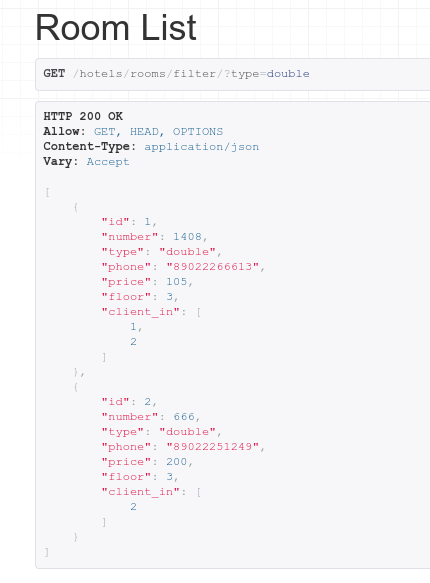 Room List
GET /hotels/rooms/filter/?type=double
HTTP 200 OK
Allow: GET, HEAD, OPTIONS
Content-Type: application/json
Vary: Accept
[
    {
        "id": 1,
        "number": 1408,
        "type": "double",
        "phone": "89022266613",
        "price": 105,
        "floor": 3,
        "client_in": [
            1,
            2
        ]
    },
    {
        "id": 2,
        "number": 666,
        "type": "double",
        "phone": "89022251249",
        "price": 200,
        "floor": 3,
        "client_in": [
            2
        ]
    }
]